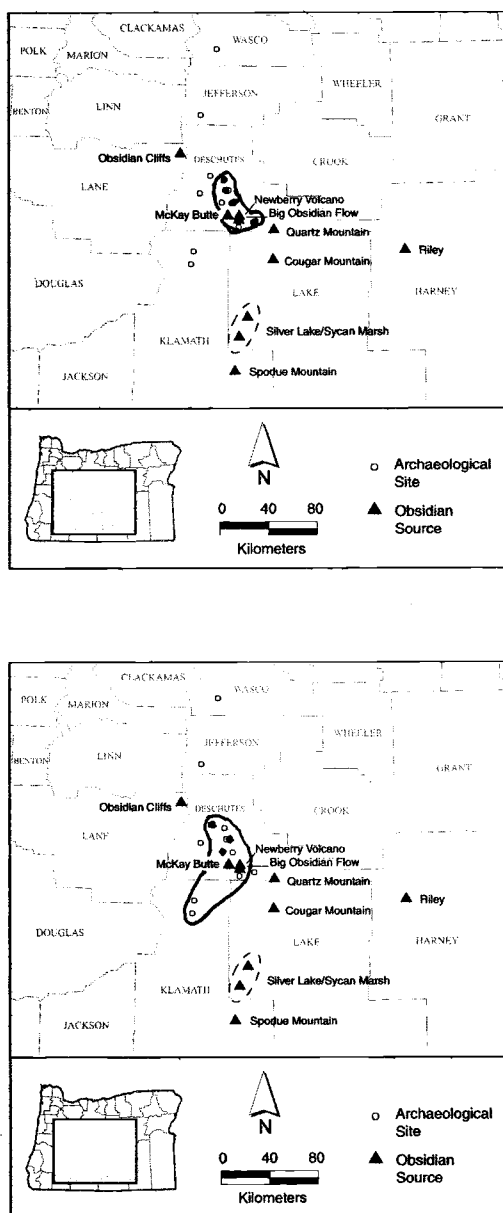 CLACKAMAS
WASCO
POLK
MARION
JEFFERSON
WHEELER
BENTON
LINN
GRANT
Obsidian Cliffs
DESCHUTES
CROOK
LANE
Newberry Volcano
McKay Butte
Big Obsidian Flow
Quartz Mountain
Riley
Cougar Mountain
DOUGLAS
LAKE
HARNEY
Silver Lake/Sycan Marsh
KLAMATH
JACKSON
Spodue Mountain
N
0 40 80
Kilometers
Archaeological
Site
Obsidian
Source
CLACKAMAS
WASCO
POLK
MARION
JEFFERSON
WHEELER
BENTON
LINN
GRANT
Obsidian Cliffs
DESCHUTES
CROOK
LANE
Newberry Volcano
McKay Butte
Big Obsidian Flow
Quartz Mountain
Riley
Cougar Mountain
DOUGLAS
LAKE
HARNEY
Silver Lake/Sycan Marsh
KLAMATH
JACKSON
Spodue Mountain
N
0 40 80
Kilometers
Archaeological
Site
Obsidian
Source